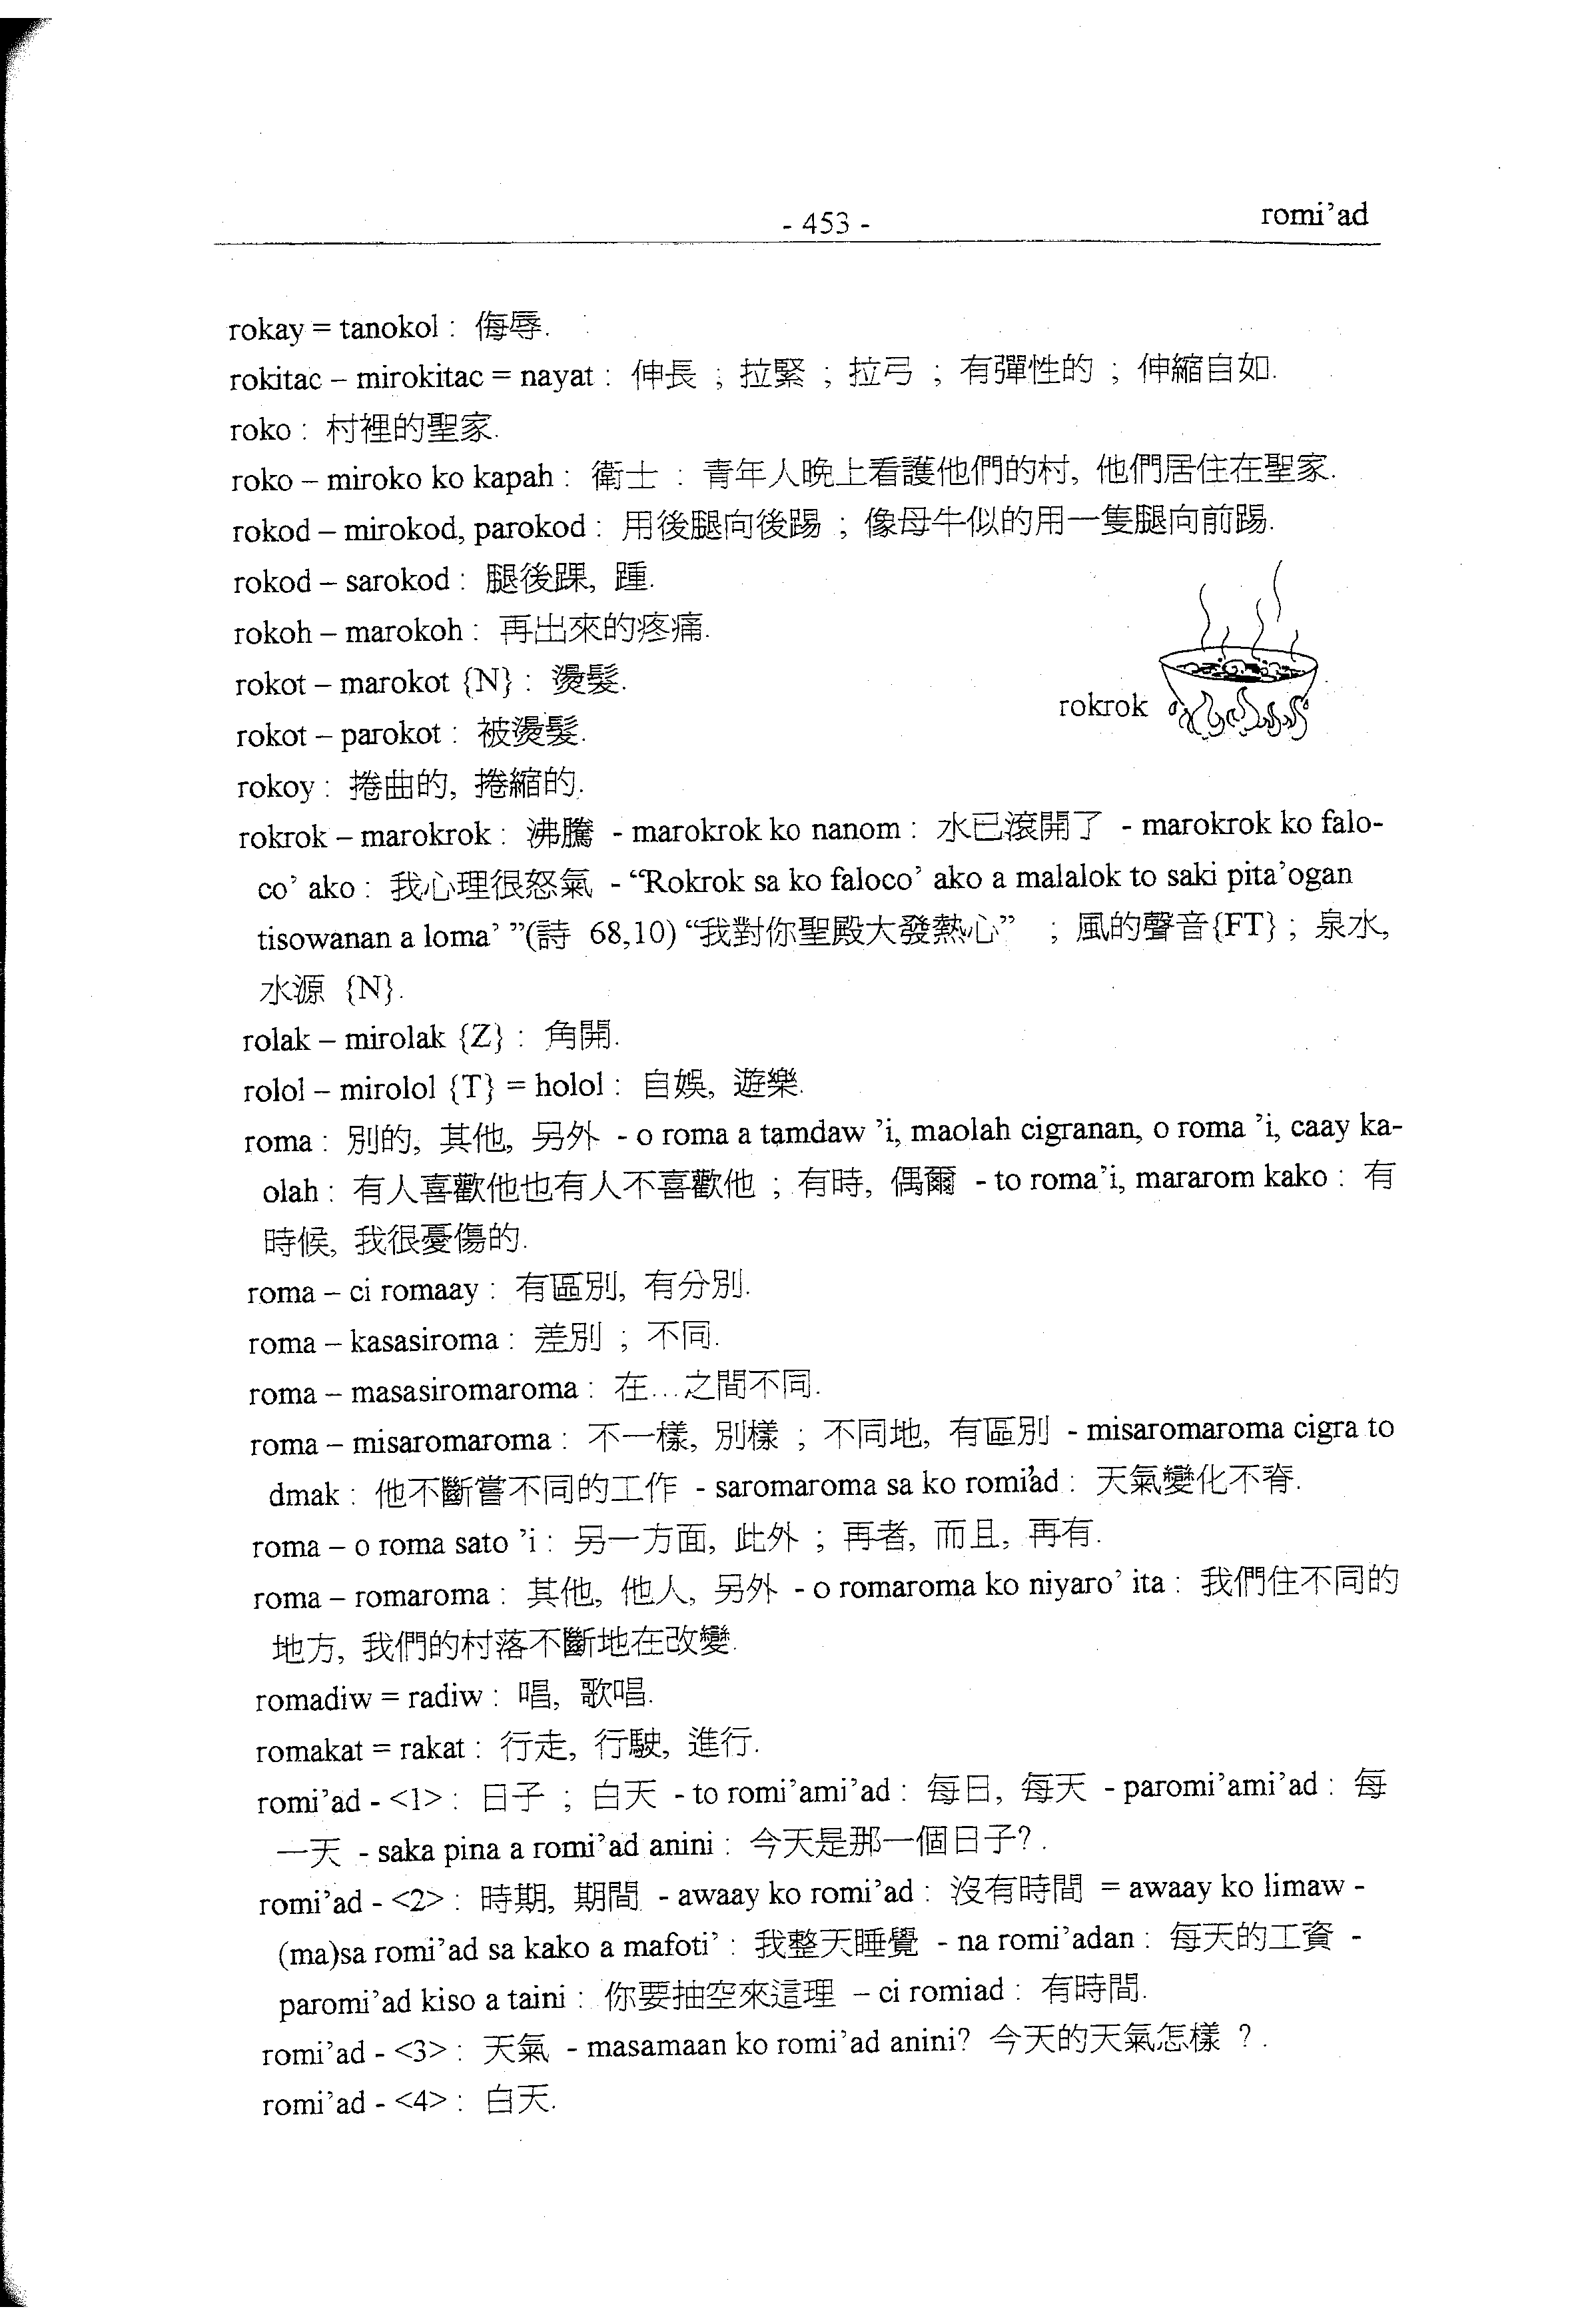 - 453 -
romi’ad
rokay = tanokol : 侮辱.
rokitac – mirokitac = nayat : 伸長 ; 拉緊 ; 拉弓 ; 有彈性的 ; 伸縮自如.
roko : 村裡的聖家.
roko – miroko ko kapah : 衛士 : 青年人晚上看護他們的村, 他們居住在聖家.
rokod – mirokod, parokod : 用後腿向後踢 ; 像母牛似的用一隻腿向前踢.
rokod – sarokod : 腿後踝, 踵.
rokoh – marokoh : 再出來的疼痛.
rokot – marokot {N} : 燙髮.
rokot – parokot : 被燙髮.
rokoy : 捲曲的, 捲縮的.
rokrok
rokrok – marokrok : 沸騰 - marokrok ko nanom : 水已滾開了 - marokrok ko falo-
co’ ako : 我心理很怒氣 - “Rokrok sa ko faloco’ ako a malalok to saki pita’ogan
tisowanan a loma’ ”(詩 68,10) “我對你聖殿大發熱心” ; 風的聲音{FT} ; 泉水,
水源 {N}.
rolak – mirolak {Z} : 角開.
rolol – mirolol {T} = holol : 自娛, 遊樂.
roma : 別的, 其他, 另外 - o roma a tamdaw ’i, maolah cigranan, o roma ’i, caay ka-
olah : 有人喜歡他也有人不喜歡他 ; 有時, 偶爾 - to roma’i, mararom kako : 有
時候, 我很憂傷的.
roma – ci romaay : 有區別, 有分別.
roma – kasasiroma : 差別 ; 不同.
roma – masasiromaroma : 在…之間不同.
roma – misaromaroma : 不一樣, 別樣 ; 不同地, 有區別 - misaromaroma cigra to
dmak : 他不斷嘗不同的工作 - saromaroma sa ko romi’ad : 天氣變化不脊.
roma – o roma sato ’i : 另一方面, 此外 ; 再者, 而且, 再有.
roma – romaroma : 其他, 他人, 另外 - o romaroma ko niyaro’ ita : 我們住不同的
地方, 我們的村落不斷地在改變.
romadiw = radiw : 唱, 歌唱.
romakat = rakat : 行走, 行駛, 進行.
romi’ad - <1> : 日子 ; 白天 - to romi’ami’ad : 每日, 每天 - paromi’ami’ad : 每
一天 - saka pina a romi’ad anini : 今天是那一個日子? .
romi’ad - <2> : 時期, 期間 - awaay ko romi’ad : 沒有時間 = awaay ko limaw -
(ma)sa romi’ad sa kako a mafoti’ : 我整天睡覺 - na romi’adan : 每天的工資 -
paromi’ad kiso a taini : 你要抽空來這理 – ci romiad : 有時間.
romi’ad - <3> : 天氣 - masamaan ko romi’ad anini? 今天的天氣怎樣 ? .
romi’ad - <4> : 白天.